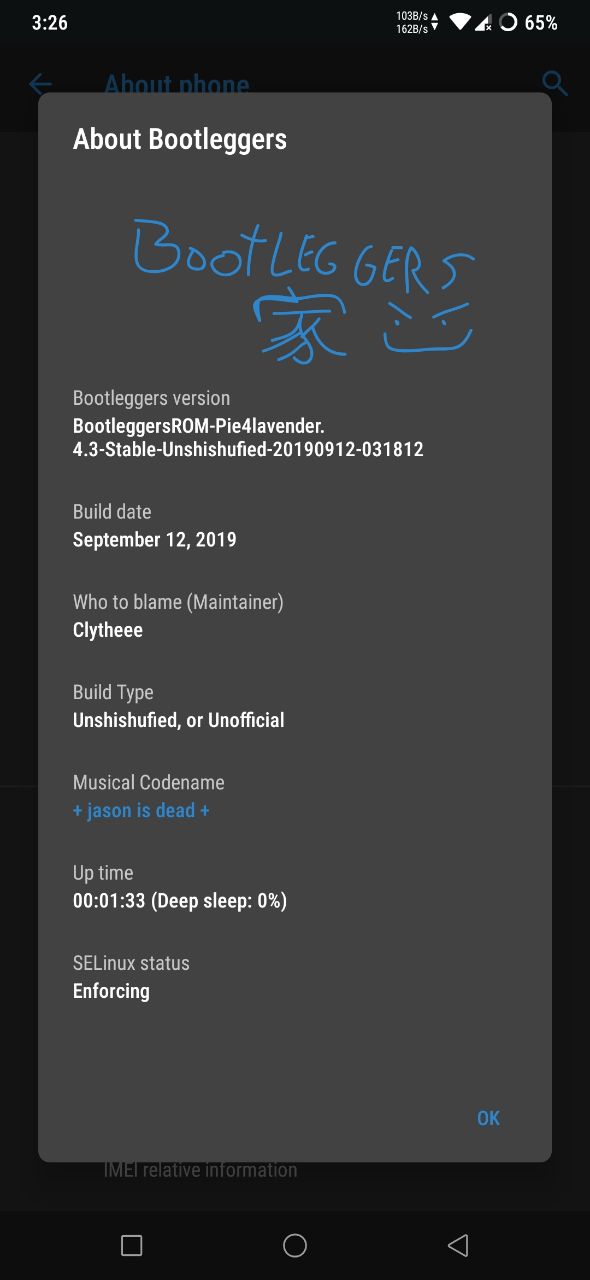 3:26
103B/s
162B/s
65%
About phone
About Bootleggers
BootLEGGERS
家
Bootleggers version
BootleggersROM-Pie4lavender.
4.3-Stable-Unshishufied-20190912-031812
Build date
September 12, 2019
Who to blame (Maintainer)
Clytheee
Build Type
Unshishufied, or Unofficial
Musical Codename
+ jason is dead +
Up time
00:01:33 (Deep sleep: 0%)
SELinux status
Enforcing
OK
IMEI relative information